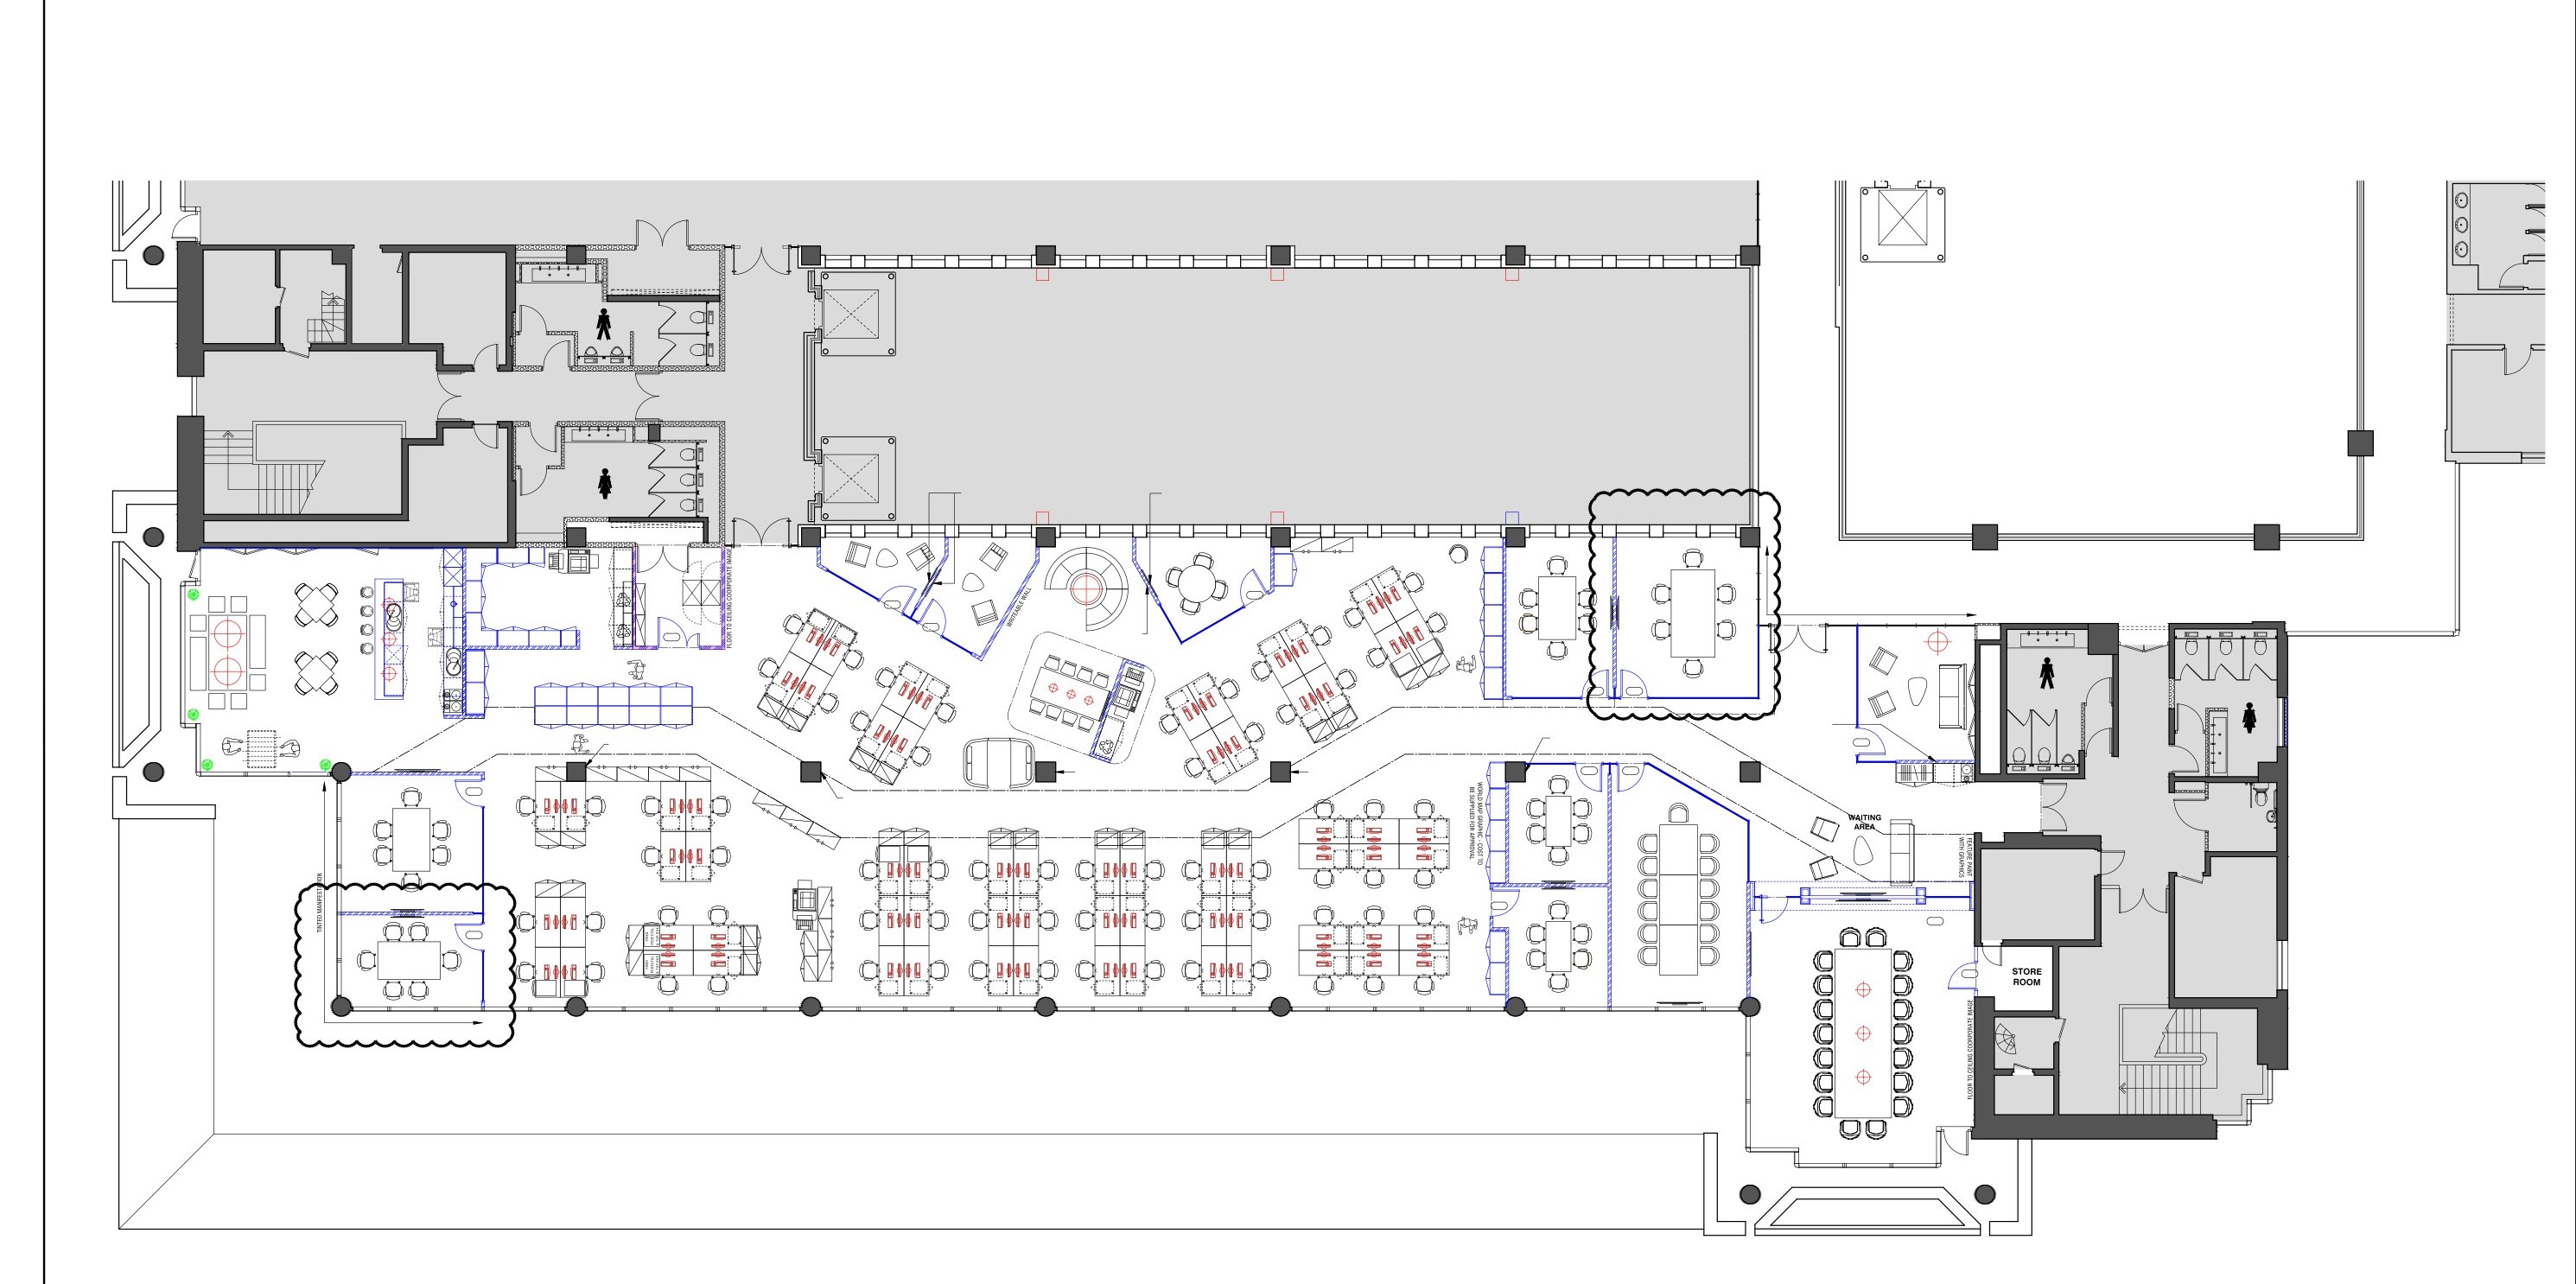 FLOOR TO CEILING COORPORATE IMAGE
WRITEABLE WALL
WORLD MAP GRAPHIC - COST TO
BE SUPPLIED FOR APPROVAL
WAITING
AREA
FEATURE PAINT
WITH GRAPHICS
TINTED MANIFESTATION
STORE
ROOM
FLOOR TO CEILING COORPORATE IMAGE